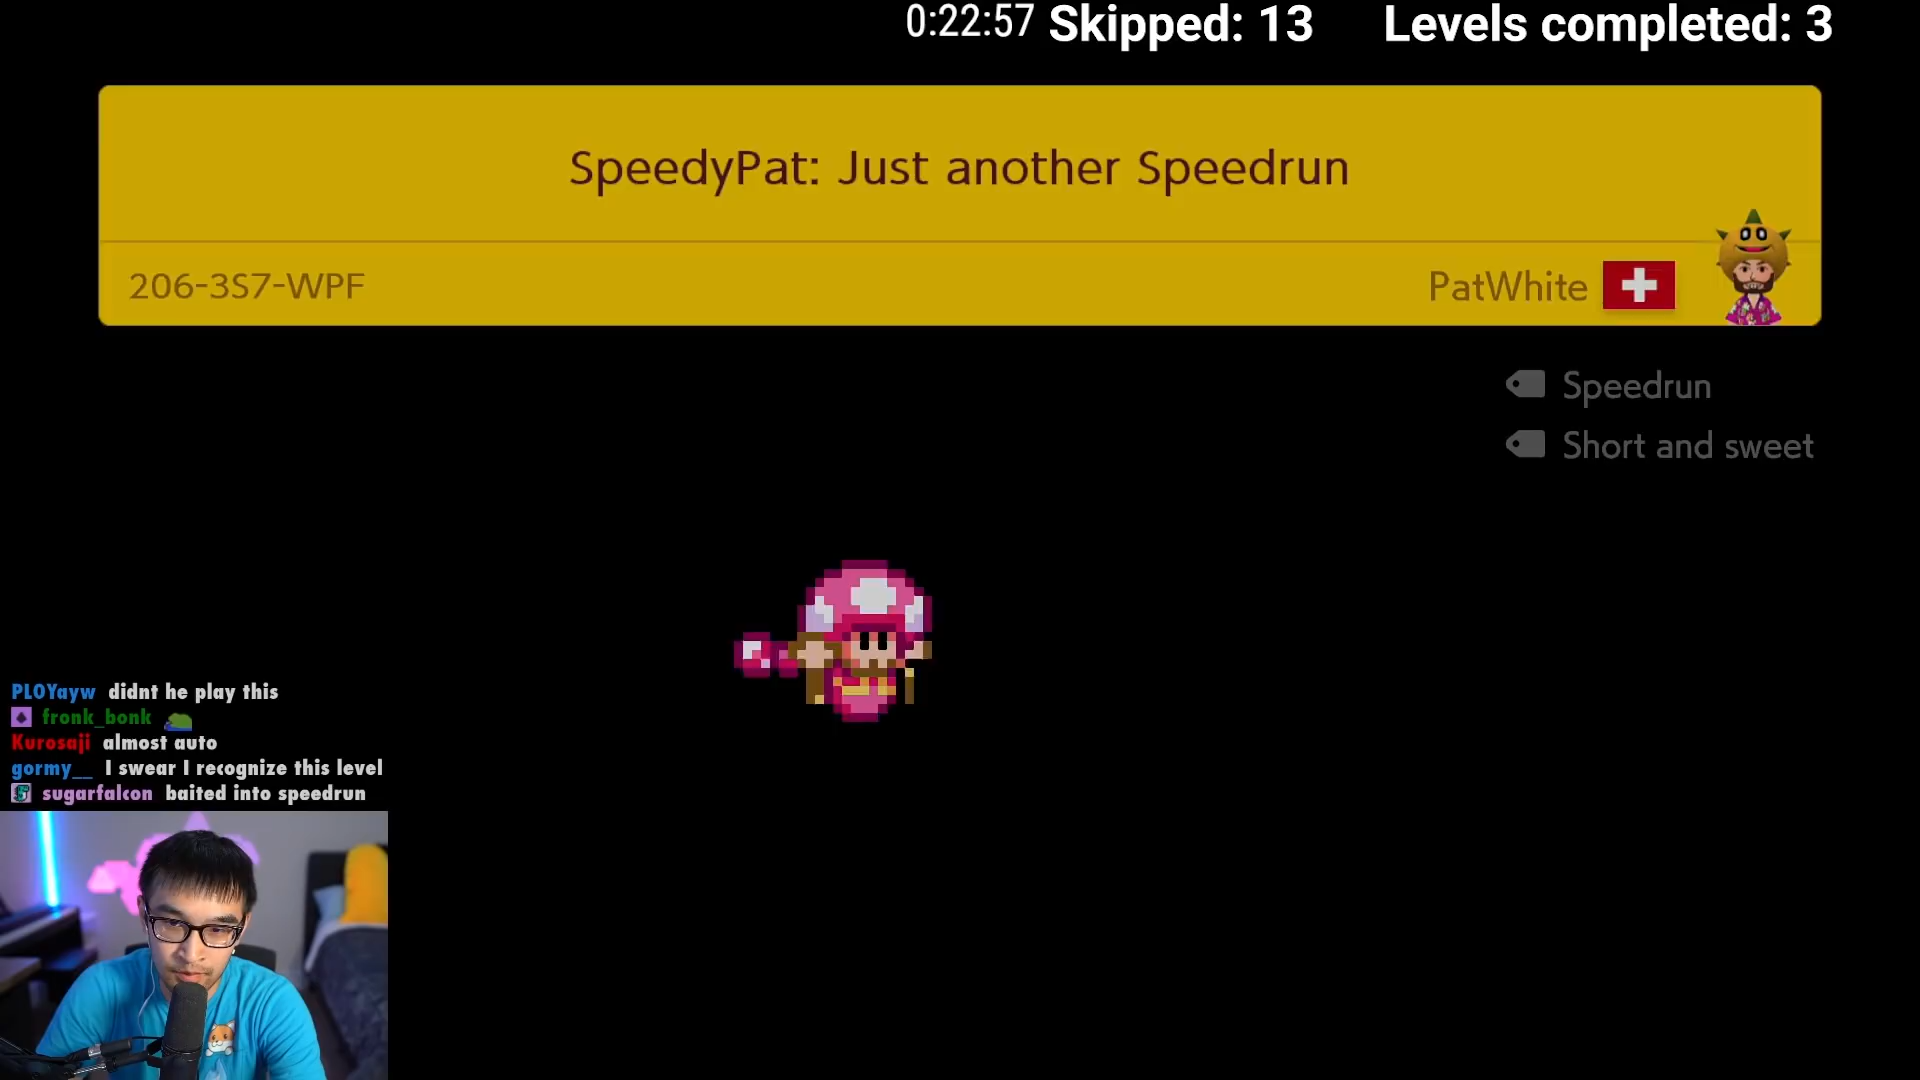 0:22:57 Skipped: 13 Levels completed: 3
SpeedyPat: Just another Speedrun
206-3S7-WPF
PatWhite
Speedrun
Short and sweet
PLOYayw didnt he play this
fronk_bonk
Kurosaji almost auto
gormy__ I swear I recognize this level
sugarfalcon baited into speedrun